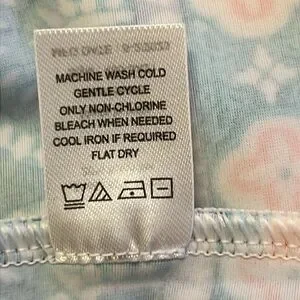 MACHINE WASH COLD
GENTLE CYCLE
ONLY NON-CHLORINE
BLEACH WHEN NEEDED
COOL IRON IF REQUIRED
FLAT DRY